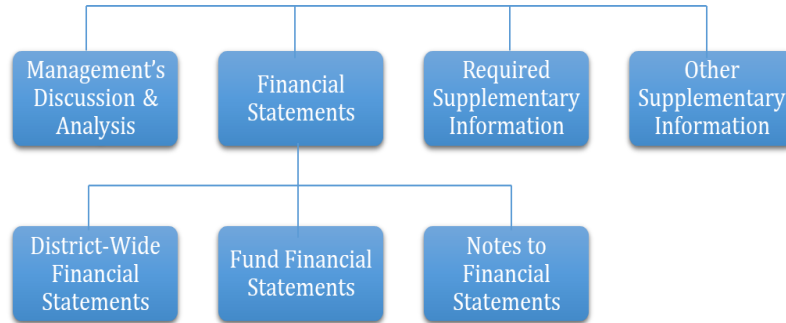 Management's
Discussion &
Analysis
Financial
Statements
Required
Supplementary
Information
Other
Supplementary
Information
District-Wide
Financial
Statements
Fund Financial
Statements
Notes to
Financial
Statements